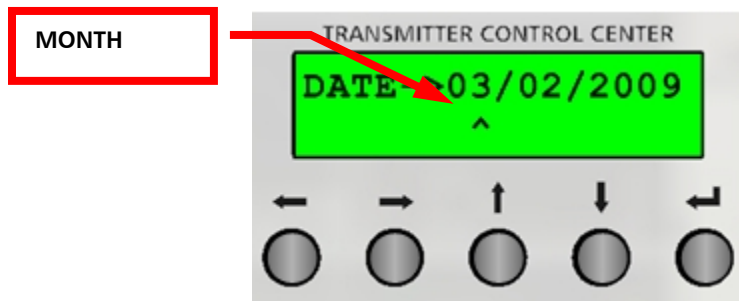 MONTH
TRANSMITTER CONTROL CENTER
DATE->03/02/2009
^